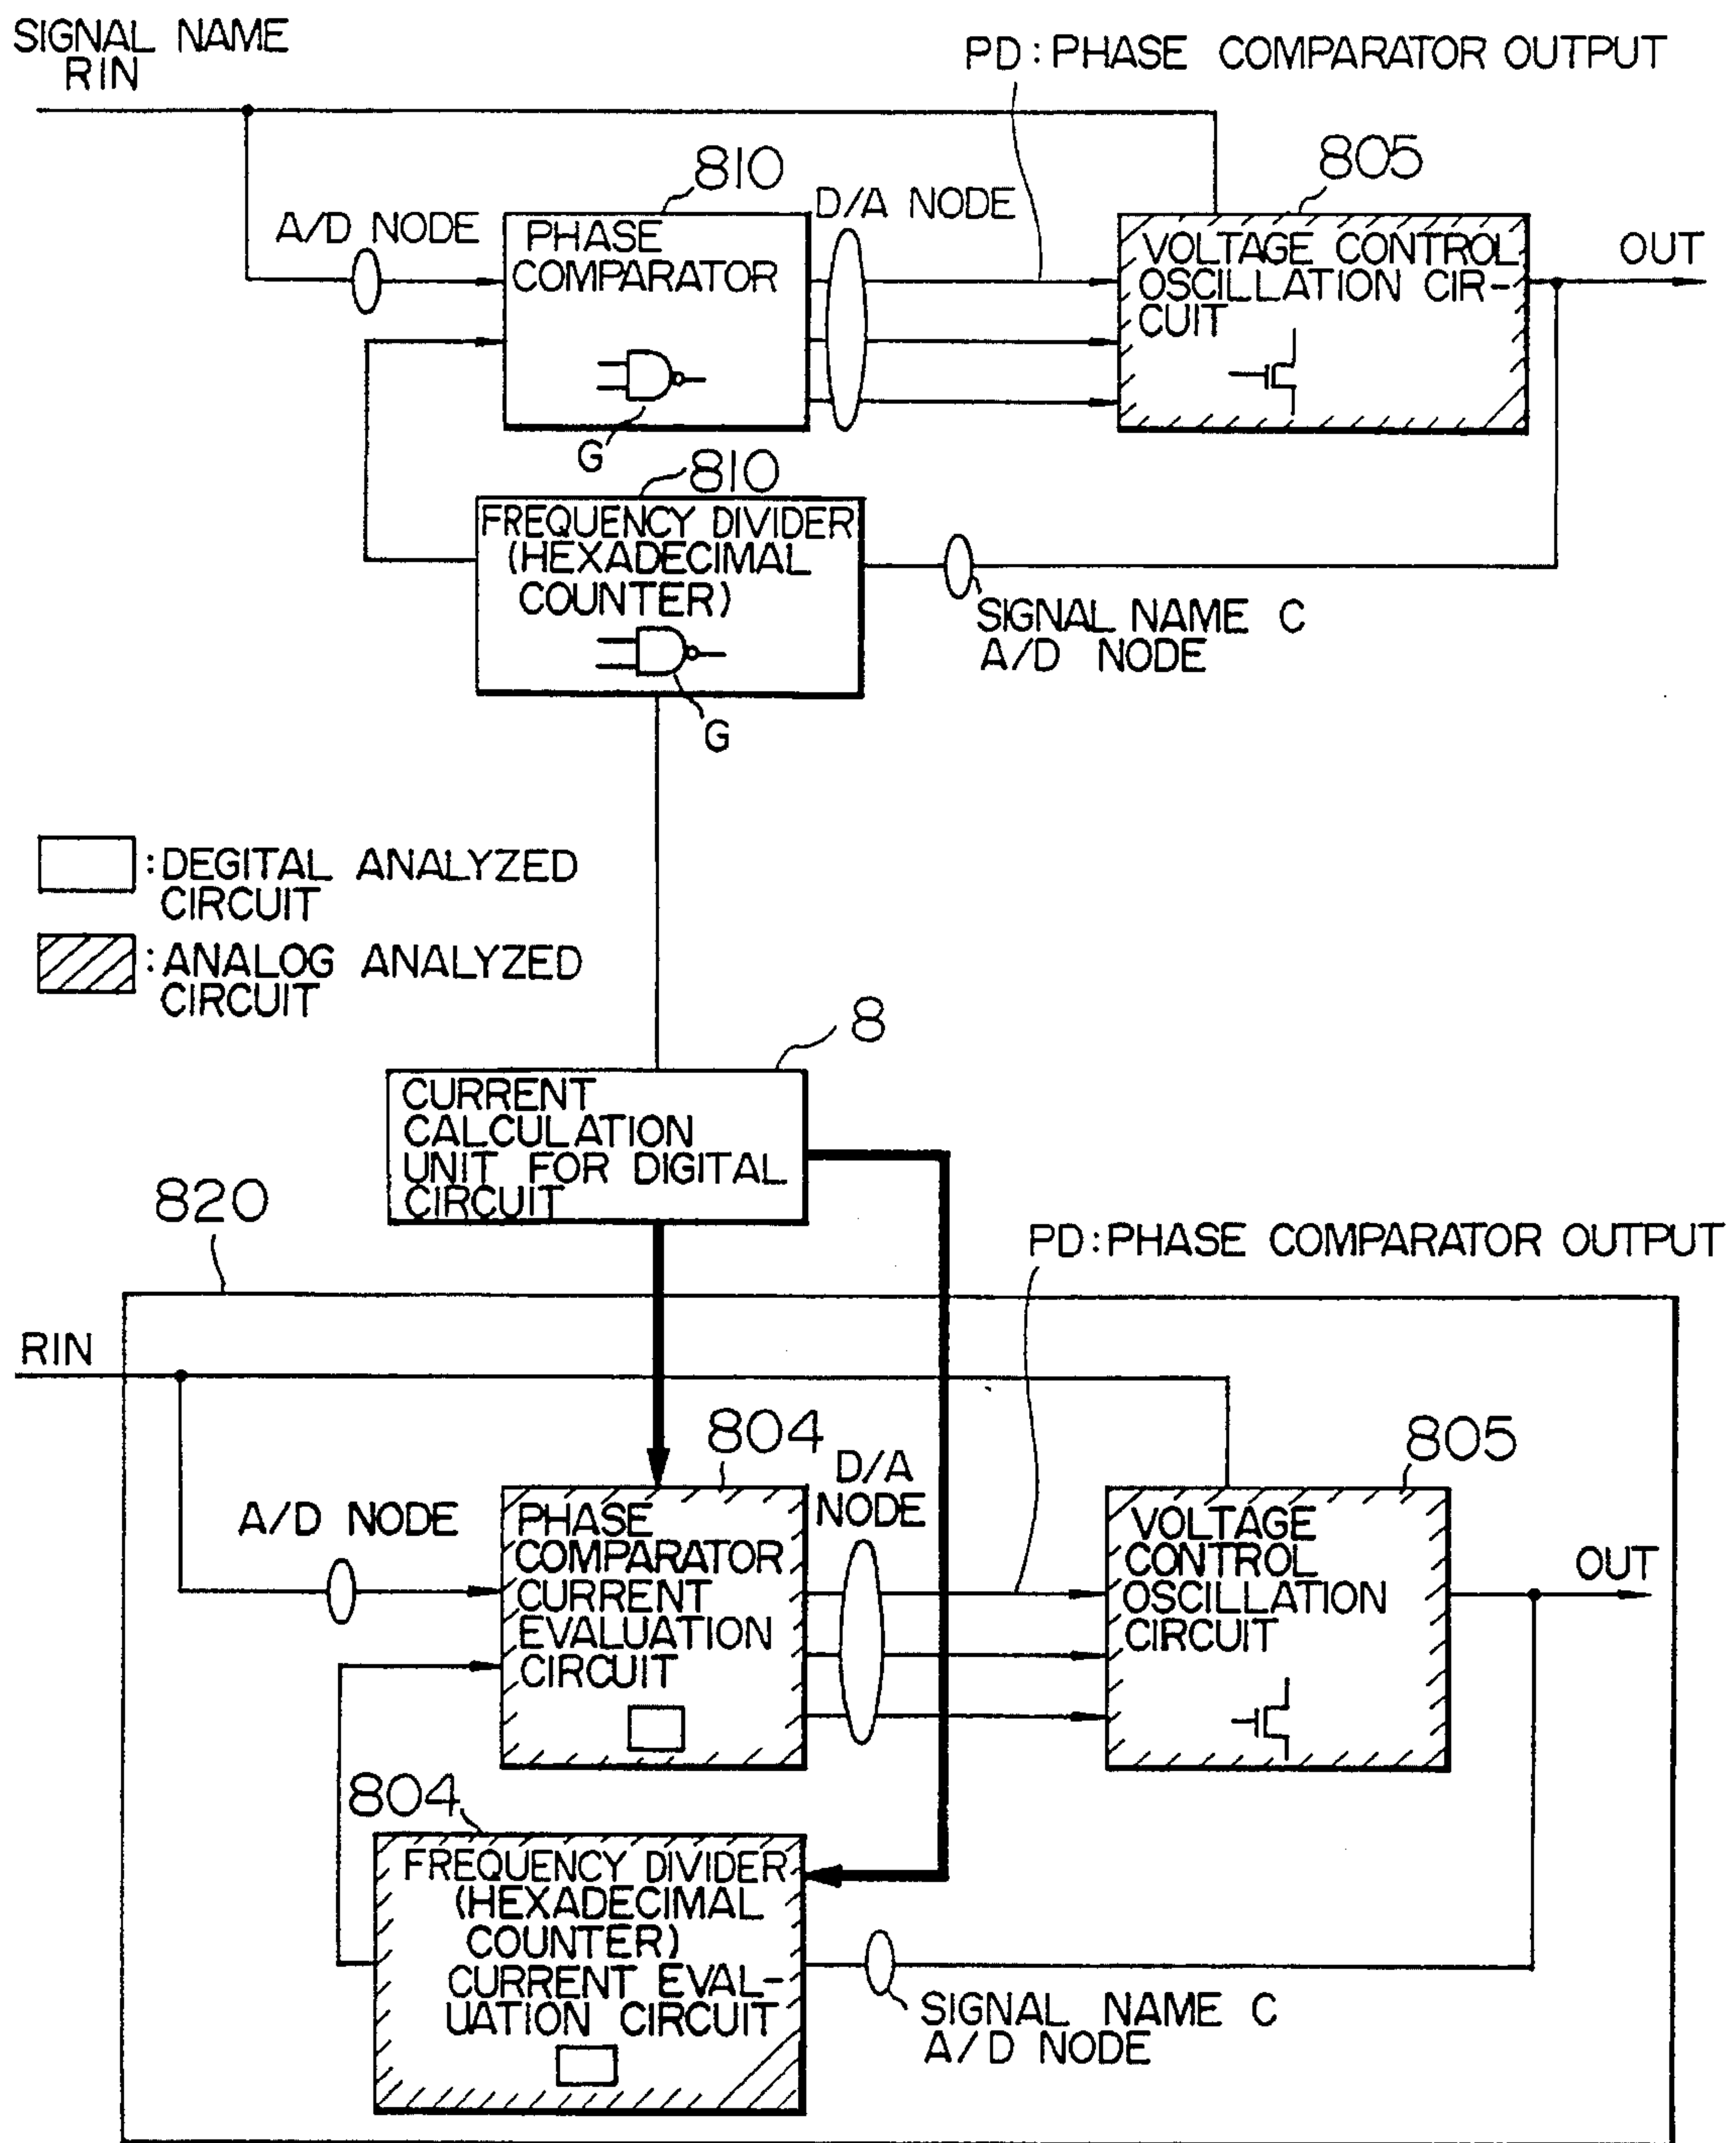 SIGNAL NAME
RIN
PD : PHASE COMPARATOR OUTPUT
810
805
A/D NODE
D/A NODE
PHASE
COMPARATOR
VOLTAGE CONTROL
OSCILLATION CIR-
CUIT
OUT
G
810
FREQUENCY DIVIDER
(HEXADECIMAL
COUNTER)
SIGNAL NAME C
A/D NODE
G
: DEGITAL ANALYZED
CIRCUIT
: ANALOG ANALYZED
CIRCUIT
8
CURRENT
CALCULATION
UNIT FOR DIGITAL
CIRCUIT
820
PD : PHASE COMPARATOR OUTPUT
RIN
804
805
D/A
NODE
A/D NODE
PHASE
COMPARATOR
CURRENT
EVALUATION
CIRCUIT
VOLTAGE
CONTROL
OSCILLATION
CIRCUIT
OUT
804
FREQUENCY DIVIDER
(HEXADECIMAL
COUNTER)
CURRENT EVAL-
UATION CIRCUIT
SIGNAL NAME C
A/D NODE